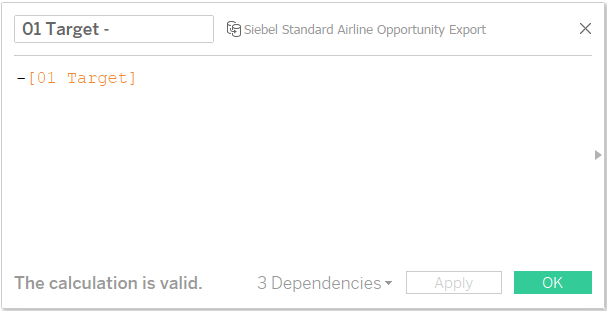 01 Target -
Siebel Standard Airline Opportunity Export
-[01 Target]
The calculation is valid.
3 Dependencies
Apply
OK